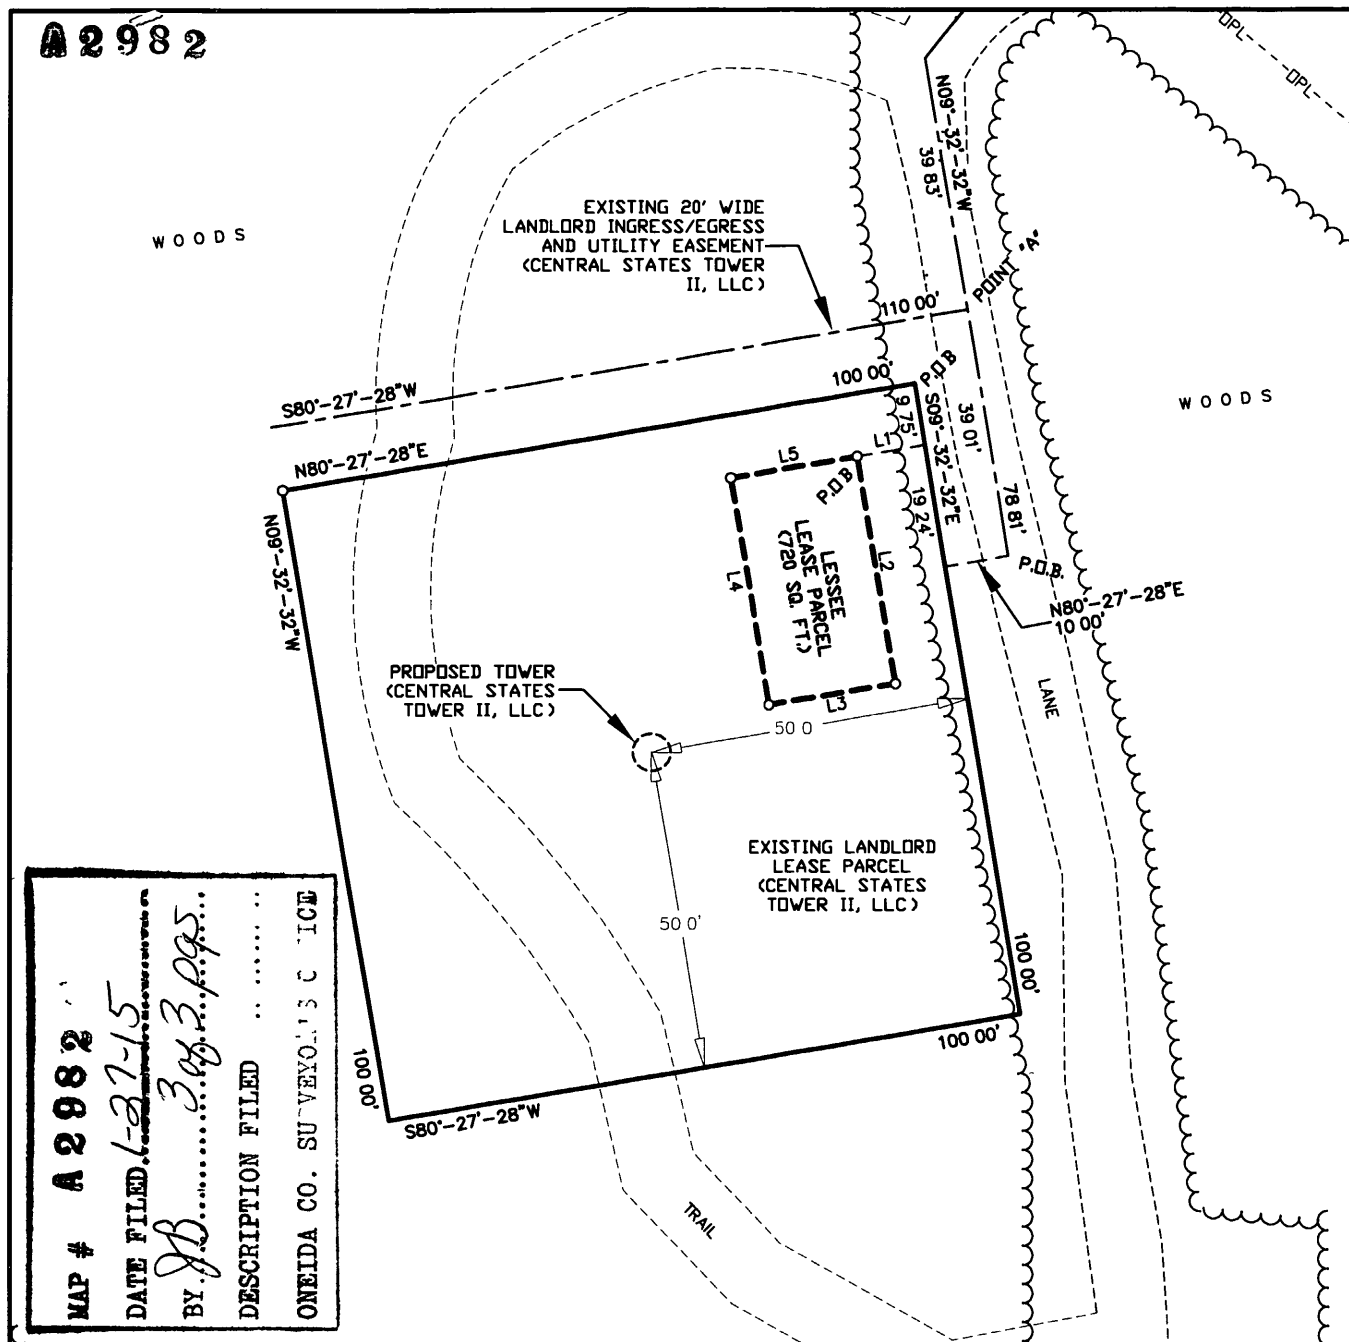 A2982
OPL
OPL
N09°-32'-32"W
39 83'
WOODS
EXISTING 20' WIDE
LANDLORD INGRESS/EGRESS
AND UTILITY EASEMENT
(CENTRAL STATES TOWER
II, LLC)
POINT "A"
110 00'
S80°-27'-28"W
100 00'
P.O.B
WOODS
N80°-27'-28"E
9 75'
S09°-32'-32"E
39 01'
L5
L1
P.O.B
19 24'
78 81'
N09°-32'-32"W
L4
LESSEE
LEASE PARCEL
(720 SQ. FT.)
L2
P.O.B.
N80°-27'-28"E
10 00'
PROPOSED TOWER
(CENTRAL STATES
TOWER II, LLC)
L3
LANE
50 0
EXISTING LANDLORD
LEASE PARCEL
(CENTRAL STATES
TOWER II, LLC)
50 0'
100 00'
100 00'
100 00'
S80°-27'-28"W
TRAIL
MAP # A2982
DATE FILED 1-27-15
BY JB 3 of 3 pgs
DESCRIPTION FILED
ONEIDA CO.